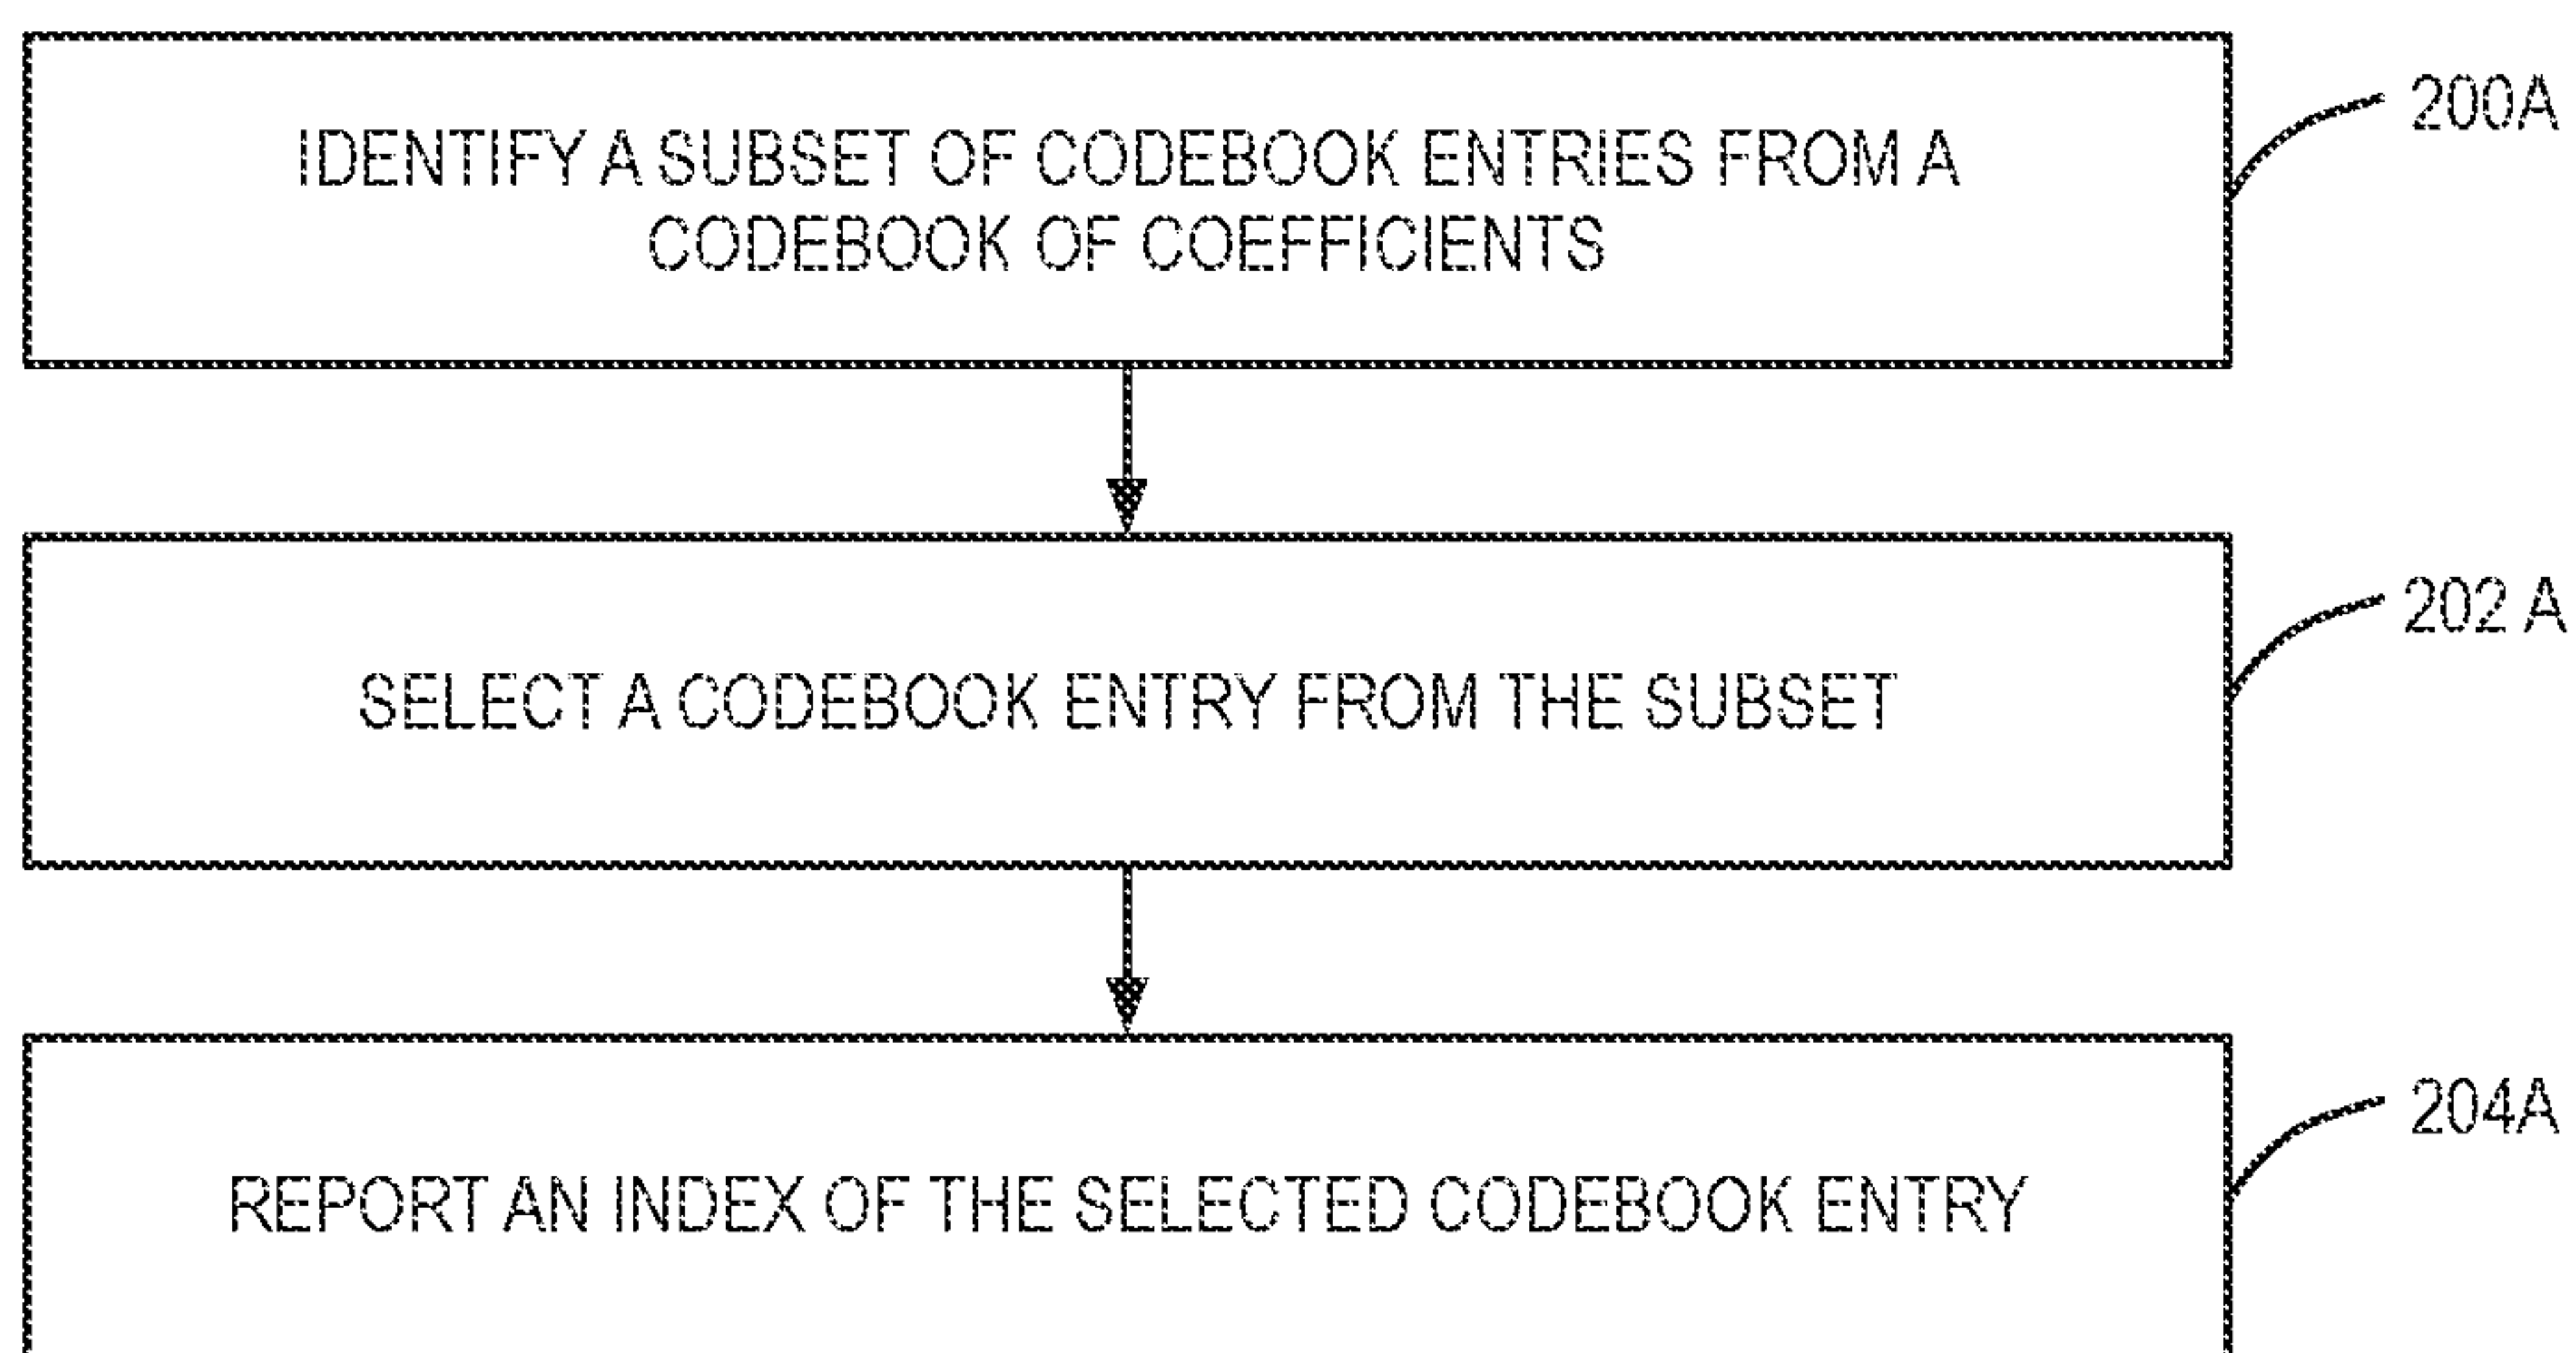 IDENTIFY A SUBSET OF CODEBOOK ENTRIES FROM A
CODEBOOK OF COEFFICIENTS
200A
SELECT A CODEBOOK ENTRY FROM THE SUBSET
202 A
REPORT AN INDEX OF THE SELECTED CODEBOOK ENTRY
204A